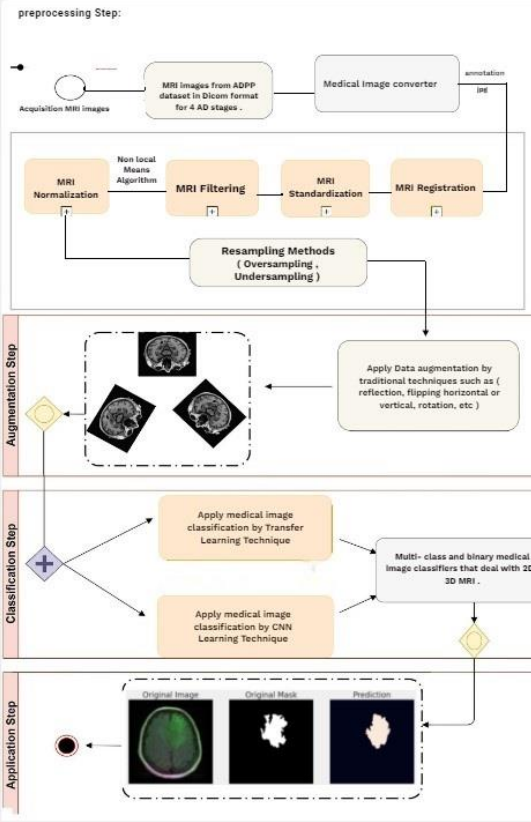 preprocessing Step:
Acquisition MRI images
MRI images from ADPP
dataset in Dicom format
for 4 AD stages .
Medical Image converter
annotation
jpg
MRI
Normalization
Non local
Means
Algorithm
MRI Filtering
MRI
Standardization
MRI Registration
Resampling Methods
( Oversampling ,
Undersampling )
Augmentation Step
Apply Data augmentation by
traditional techniques such as (
reflection, flipping horizontal or
vertical, rotation, etc )
Classification Step
Apply medical image
classification by Transfer
Learning Technique
Apply medical image
classification by CNN
Learning Technique
Multi- class and binary medical
image classifiers that deal with 2D
3D MRI .
Application Step
Original Image
Original Mask
Prediction